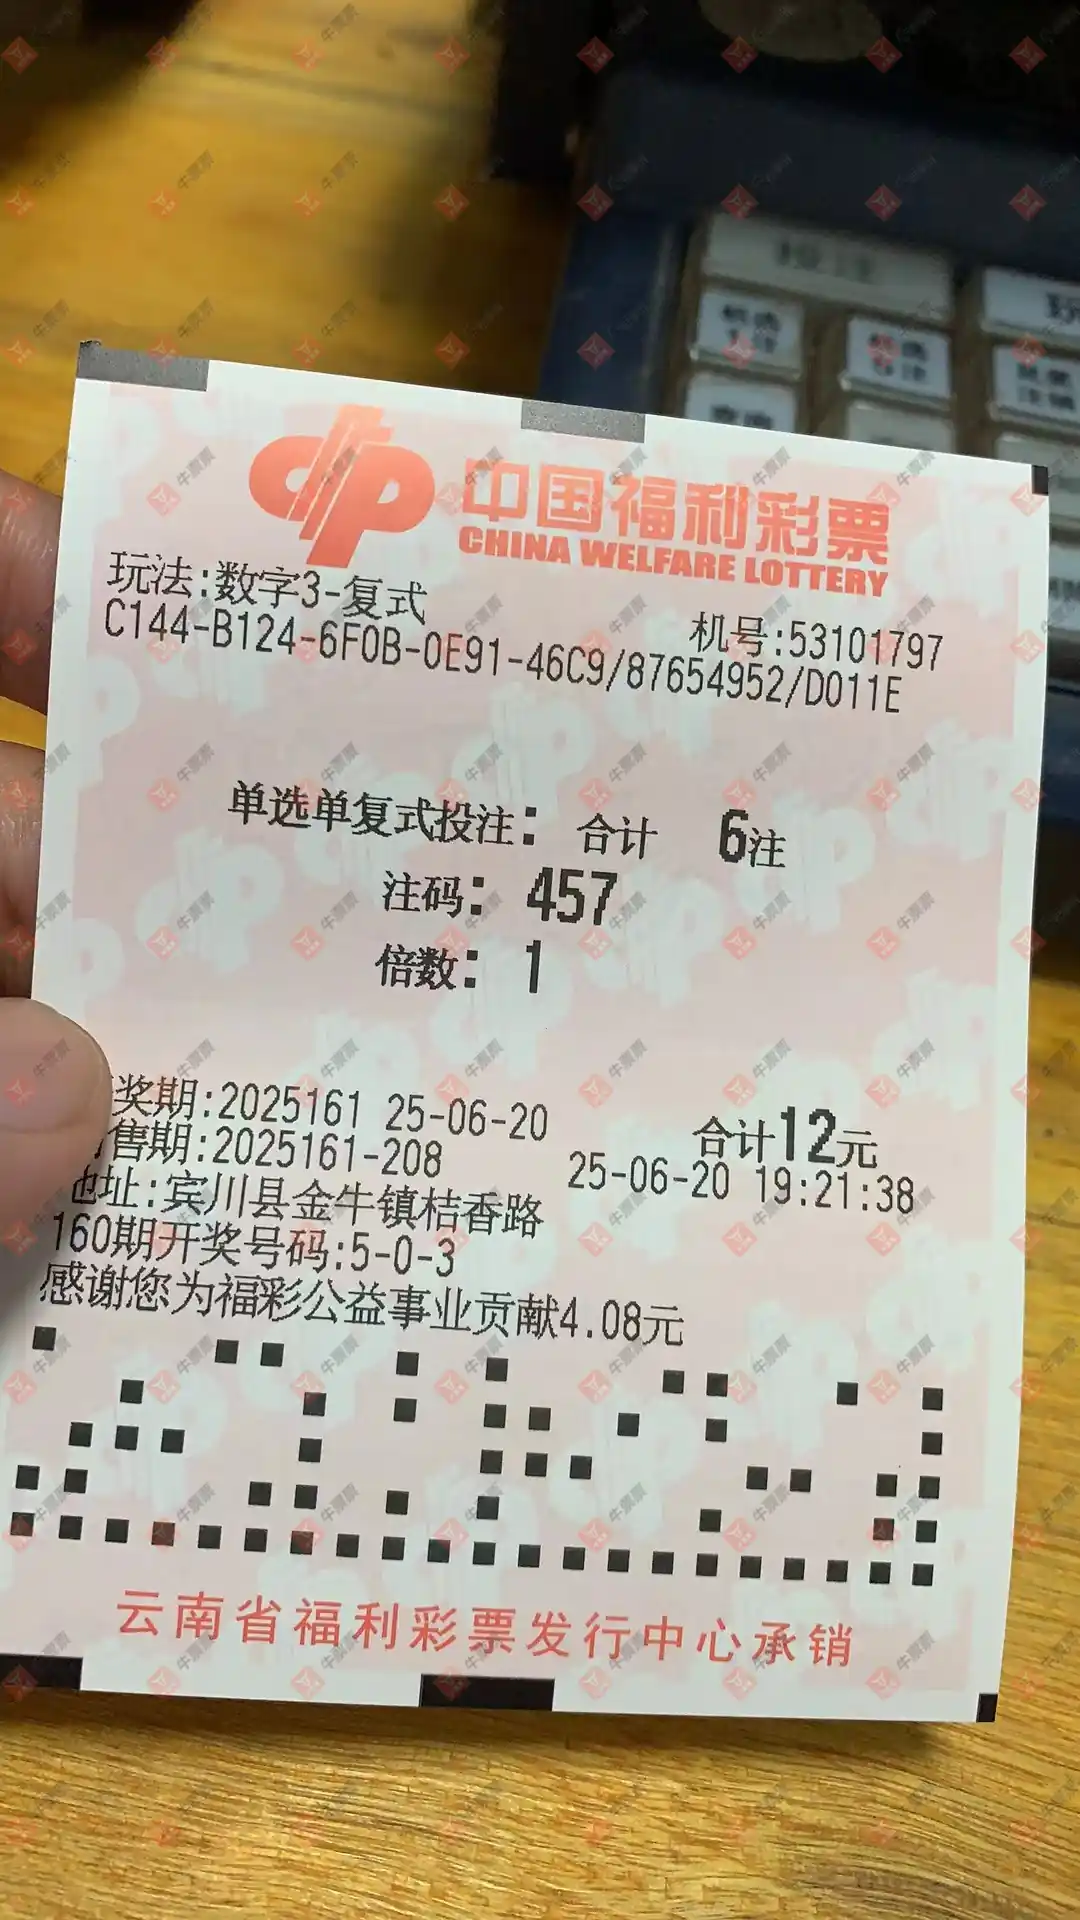 中国福利彩票
CHINA WELFARE LOTTERY
玩法:数字3-复式
机号:53101797
C144-B124-6F0B-0E91-46C9/87654952/D011E
单选单复式投注: 合计 6注
注码: 457
倍数: 1
奖期:2025161 25-06-20
合计12元
售期:2025161-208
25-06-20 19:21:38
地址:宾川县金牛镇桔香路
160期开奖号码:5-0-3
感谢您为福彩公益事业贡献4.08元
云南省福利彩票发行中心承销
牛票票